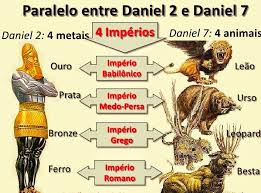 Paralelo entre Daniel 2 e Daniel 7
Daniel 2: 4 metais
4 Impérios
Daniel 7: 4 animais
Ouro
Império
Babilônico
Leão
Prata
Império
Medo-Persa
Urso
Bronze
Império
Grego
Leopard
Ferro
Império
Romano
Besta